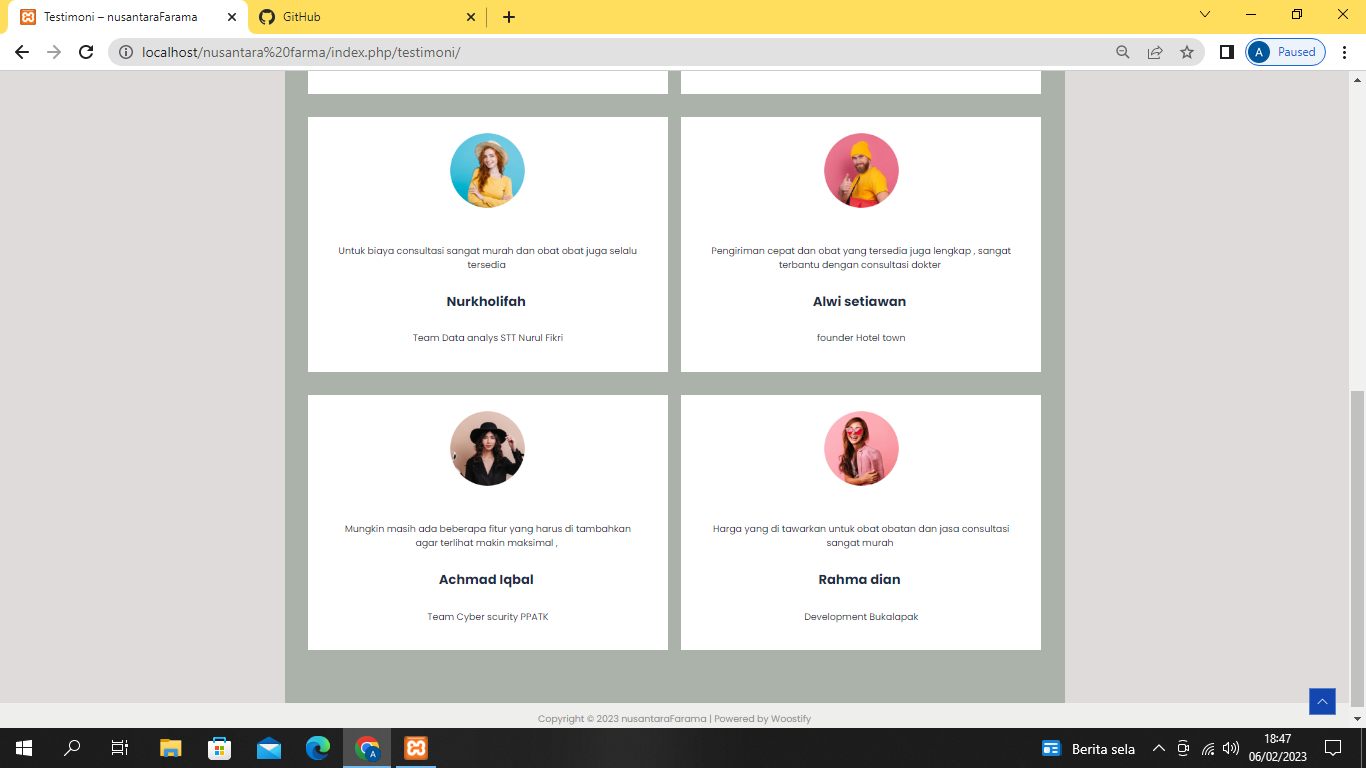 Testimoni – nusantaraFarama
GitHub
localhost/nusantara%20farma/index.php/testimoni/
A
Paused
Untuk biaya consultasi sangat murah dan obat obat juga selalu
tersedia
Nurkholifah
Team Data analys STT Nurul Fikri
Pengiriman cepat dan obat yang tersedia juga lengkap , sangat
terbantu dengan consultasi dokter
Alwi setiawan
founder Hotel town
Mungkin masih ada beberapa fitur yang harus di tambahkan
agar terlihat makin maksimal ,
Achmad Iqbal
Team Cyber scurity PPATK
Harga yang di tawarkan untuk obat obatan dan jasa consultasi
sangat murah
Rahma dian
Development Bukalapak
Copyright © 2023 nusantaraFarama | Powered by Woostify
A
Berita sela
18:47
06/02/2023